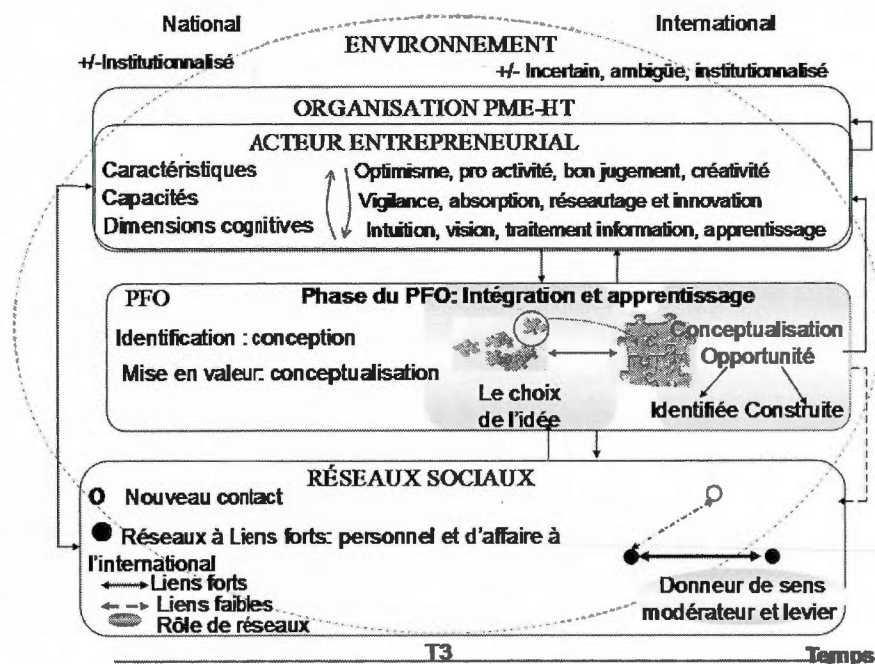 National
International
ENVIRONNEMENT
+/-Institutionnalisé
+/- Incertain, ambigüe, institutionnalisé
ORGANISATION PME-HT
ACTEUR ENTREPRENEURIAL
Caractéristiques
Optimisme, pro activité, bon jugement, créativité
Capacités
Vigilance, absorption, réseautage et innovation
Dimensions cognitives
Intuition, vision, traitement information, apprentissage
PFO
Phase du PFO: Intégration et apprentissage
Identification : conception
Conceptualisation
Opportunité
Mise en valeur: conceptualisation
Le choix
de l'idée
Identifiée Construite
RÉSEAUX SOCIAUX
Nouveau contact
Réseaux à Liens forts: personnel et d'affaire à
l'international
Liens forts
Liens faibles
Rôle de réseaux
Donneur de sens
modérateur et levier
T3
Temps